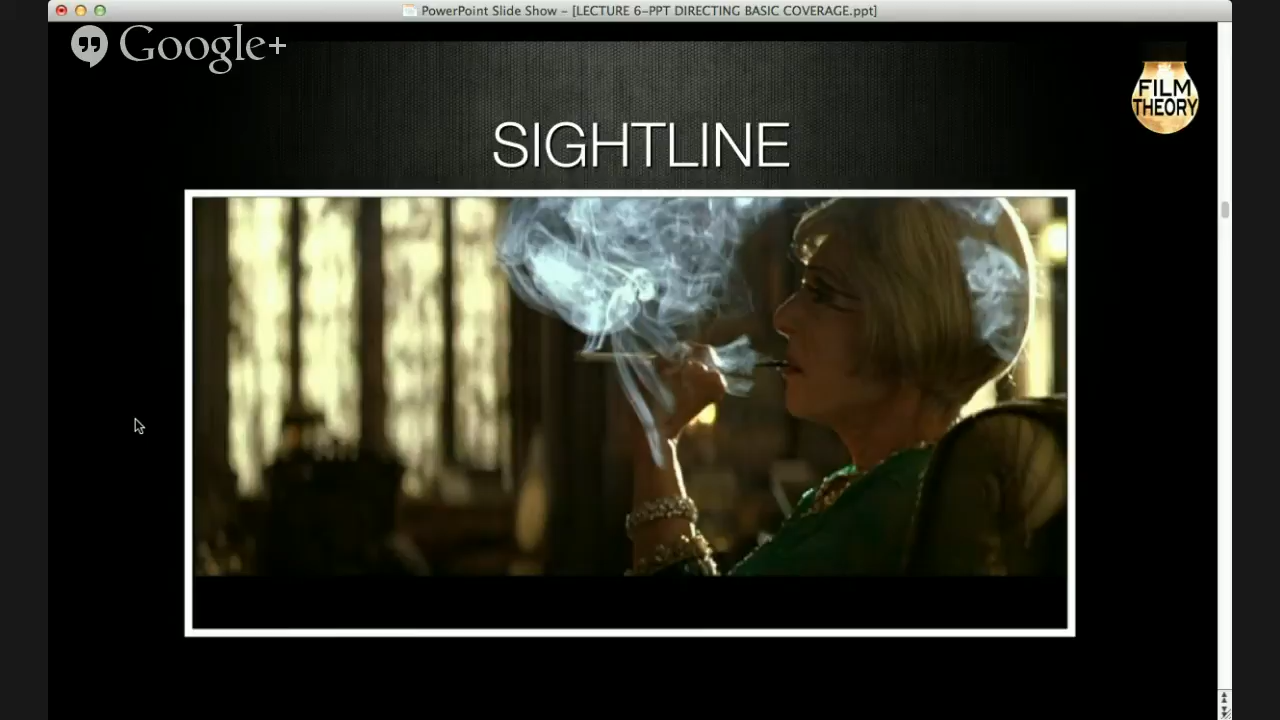 PowerPoint Slide Show - [LECTURE 6-PPT DIRECTING BASIC COVERAGE.ppt]
Google+
FILM
THEORY
SIGHTLINE